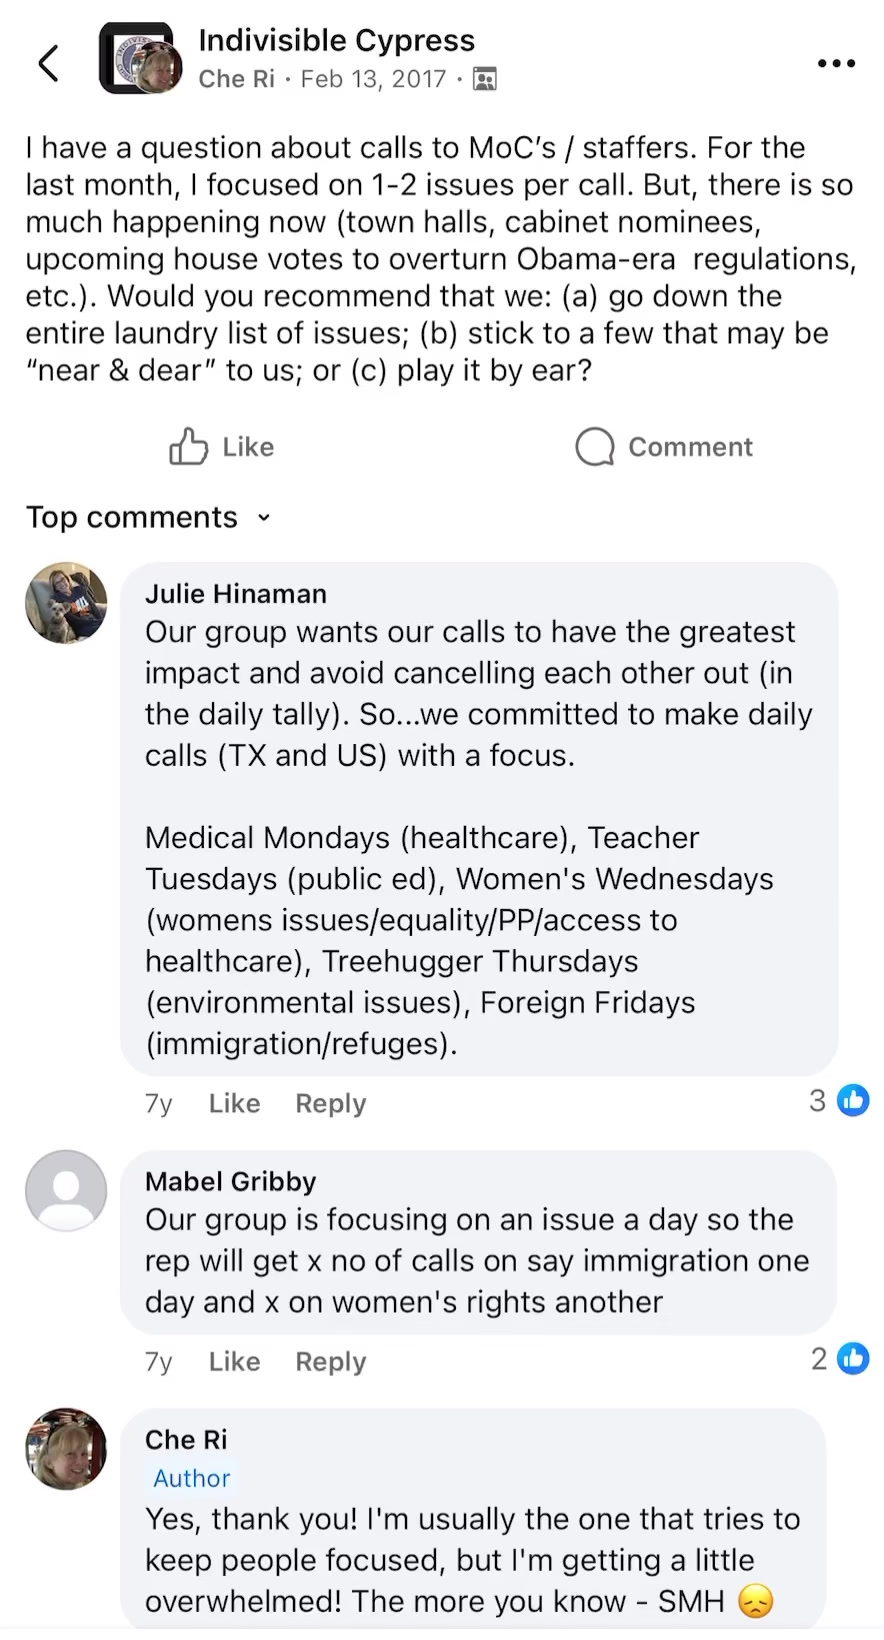 Indivisible Cypress
Che Ri · Feb 13, 2017 ·
I have a question about calls to MoC's / staffers. For the
last month, I focused on 1-2 issues per call. But, there is so
much happening now (town halls, cabinet nominees,
upcoming house votes to overturn Obama-era  regulations,
etc.). Would you recommend that we: (a) go down the
entire laundry list of issues; (b) stick to a few that may be
“near & dear” to us; or (c) play it by ear?
Like
Comment
Top comments
Julie Hinaman
Our group wants our calls to have the greatest
impact and avoid cancelling each other out (in
the daily tally). So...we committed to make daily
calls (TX and US) with a focus.
Medical Mondays (healthcare), Teacher
Tuesdays (public ed), Women's Wednesdays
(womens issues/equality/PP/access to
healthcare), Treehugger Thursdays
(environmental issues), Foreign Fridays
(immigration/refuges).
7y Like Reply 3
Mabel Gribby
Our group is focusing on an issue a day so the
rep will get x no of calls on say immigration one
day and x on women's rights another
7y Like Reply 2
Che Ri
Author
Yes, thank you! I'm usually the one that tries to
keep people focused, but I'm getting a little
overwhelmed! The more you know - SMH 😞